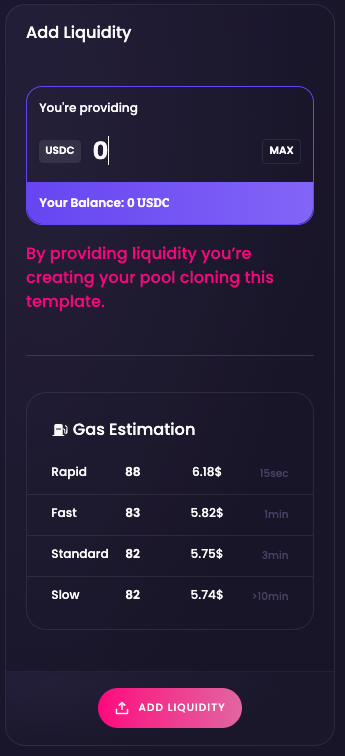 Add Liquidity
You're providing
USDC 0 MAX
Your Balance: 0 USDC
By providing liquidity you’re
creating your pool cloning this
template.
Gas Estimation
Rapid 88 6.18$ 15sec
Fast 83 5.82$ 1min
Standard 82 5.75$ 3min
Slow 82 5.74$ >10min
ADD LIQUIDITY